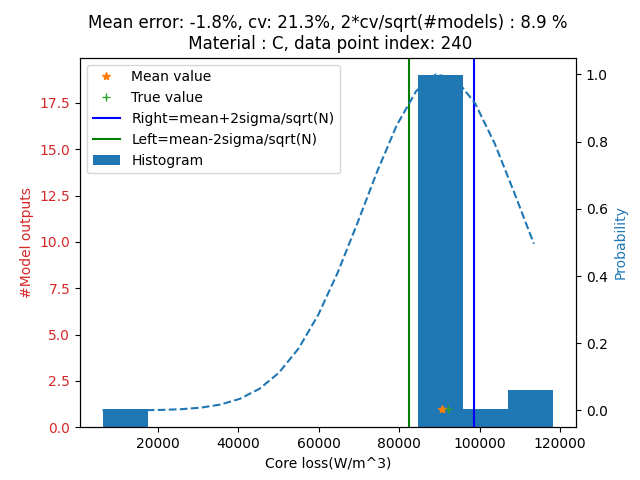 Mean error: -1.8%, cv: 21.3%, 2*cv/sqrt(#models) : 8.9 %
Material : C, data point index: 240
Mean value
True value
Right=mean+2sigma/sqrt(N)
Left=mean-2sigma/sqrt(N)
Histogram
#Model outputs
17.5
15.0
12.5
10.0
7.5
5.0
2.5
0.0
1.0
0.8
0.6
0.4
0.2
0.0
Probability
20000 40000 60000 80000 100000 120000
Core loss(W/m^3)